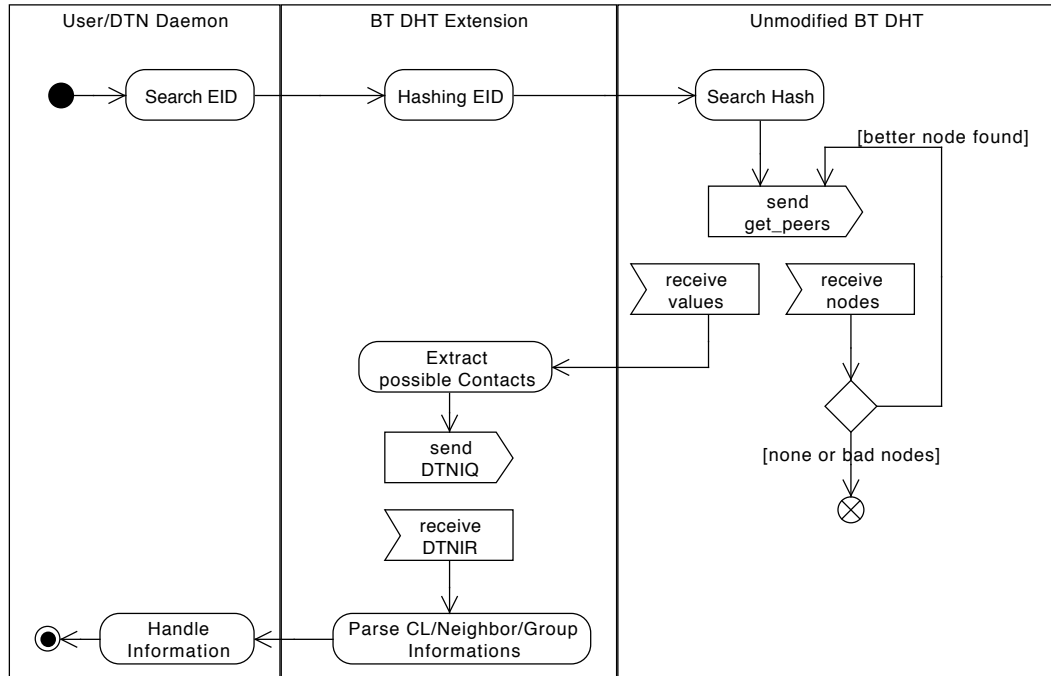 User/DTN Daemon
BT DHT Extension
Unmodified BT DHT
Search EID
Hashing EID
Search Hash
[better node found]
send
get_peers
receive
values
receive
nodes
Extract
possible Contacts
send
DTNIQ
[none or bad nodes]
receive
DTNIR
Handle
Information
Parse CL/Neighbor/Group
Informations